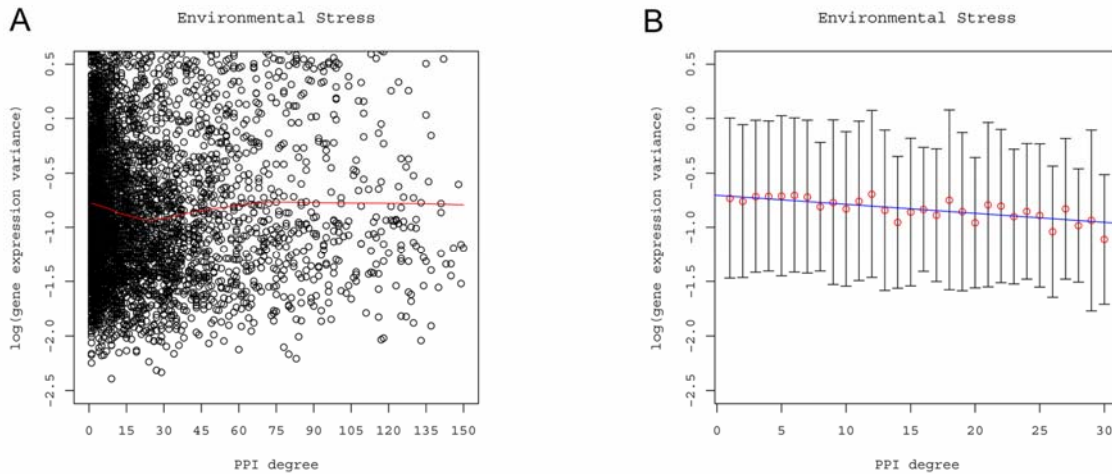 A
Environmental Stress
log(gene expression variance)
0.5
0.0
-0.5
-1.0
-1.5
-2.0
-2.5
0 15 30 45 60 75 90 105 120 135 150
PPI degree
B
Environmental Stress
log(gene expression variance)
0.5
0.0
-0.5
-1.0
-1.5
-2.0
-2.5
0 5 10 15 20 25 30
PPI degree